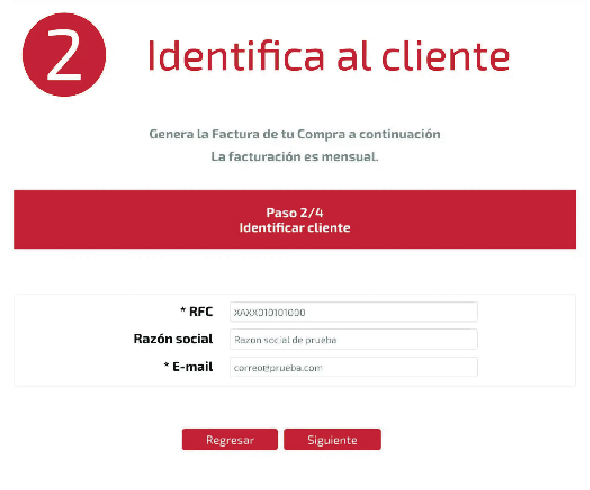 2
Identifica al cliente
Genera la Factura de tu Compra a continuación
La facturación es mensual.
Paso 2/4
Identificar cliente
* RFC XAXX010101000
Razón social Razón social de prueba
* E-mail correo@prueba.com
Regresar Siguiente